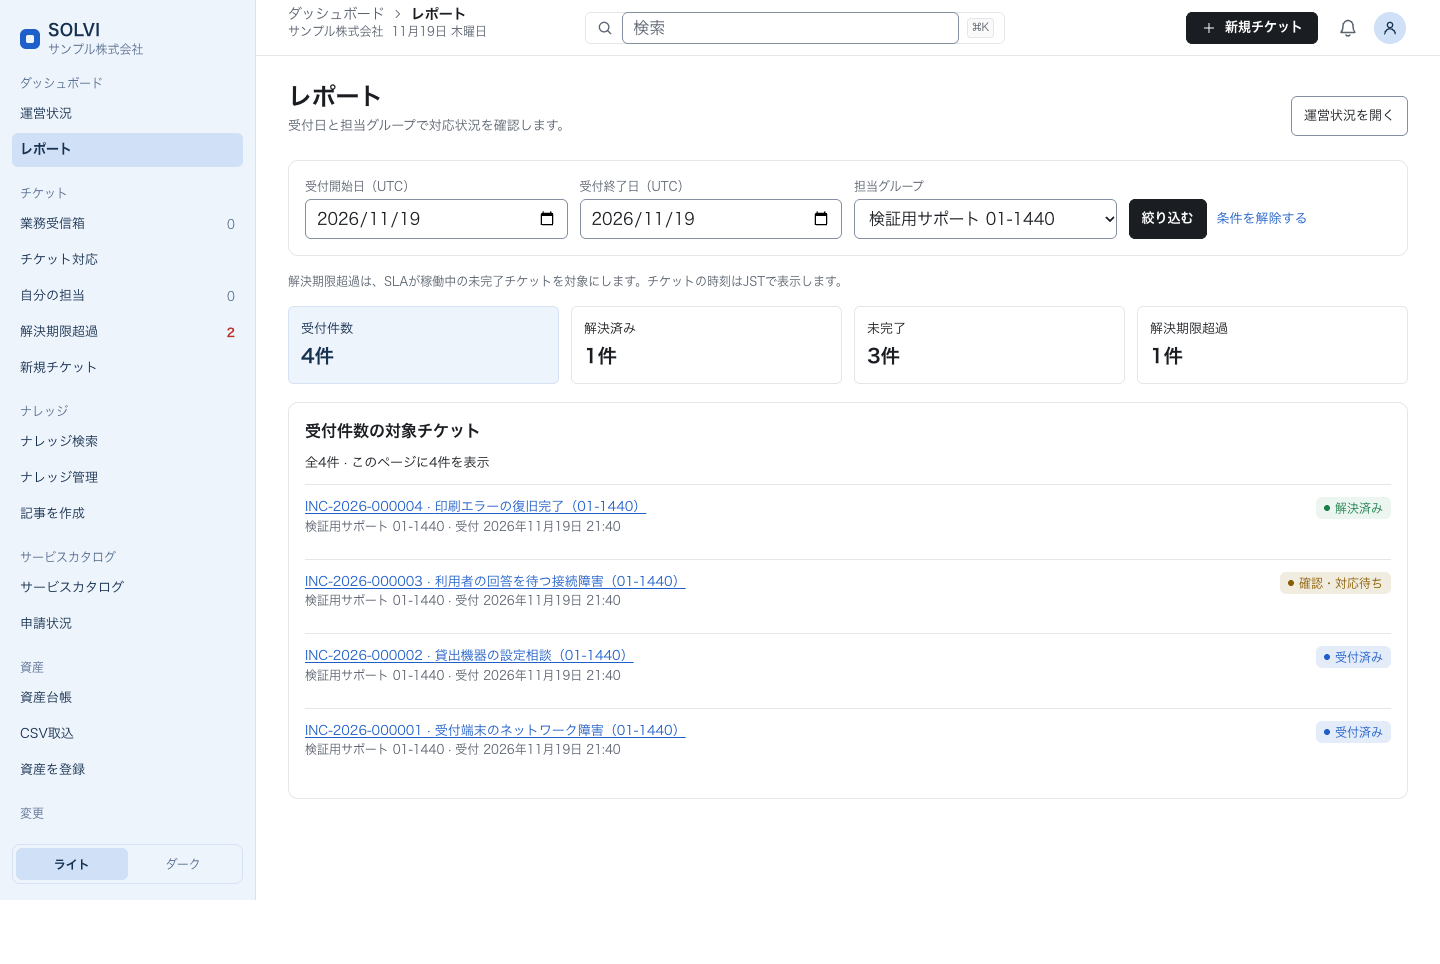 SOLVI
サンプル株式会社
ダッシュボード
運営状況
レポート
チケット
業務受信箱 0
チケット対応
自分の担当 0
解決期限超過 2
新規チケット
ナレッジ
ナレッジ検索
ナレッジ管理
記事を作成
サービスカタログ
サービスカタログ
申請状況
資産
資産台帳
CSV取込
資産を登録
変更
ライト ダーク
ダッシュボード > レポート
サンプル株式会社 11月19日 木曜日
検索 ⌘K
+ 新規チケット
レポート
受付日と担当グループで対応状況を確認します。
運営状況を開く
受付開始日（UTC） 受付終了日（UTC） 担当グループ
2026/11/19 2026/11/19 検証用サポート 01-1440 絞り込む 条件を解除する
解決期限超過は、SLAが稼働中の未完了チケットを対象にします。チケットの時刻はJSTで表示します。
受付件数 解決済み 未完了 解決期限超過
4件 1件 3件 1件
受付件数の対象チケット
全4件 · このページに4件を表示
INC-2026-000004 · 印刷エラーの復旧完了（01-1440） 解決済み
検証用サポート 01-1440 · 受付 2026年11月19日 21:40
INC-2026-000003 · 利用者の回答を待つ接続障害（01-1440） 確認・対応待ち
検証用サポート 01-1440 · 受付 2026年11月19日 21:40
INC-2026-000002 · 貸出機器の設定相談（01-1440） 受付済み
検証用サポート 01-1440 · 受付 2026年11月19日 21:40
INC-2026-000001 · 受付端末のネットワーク障害（01-1440） 受付済み
検証用サポート 01-1440 · 受付 2026年11月19日 21:40